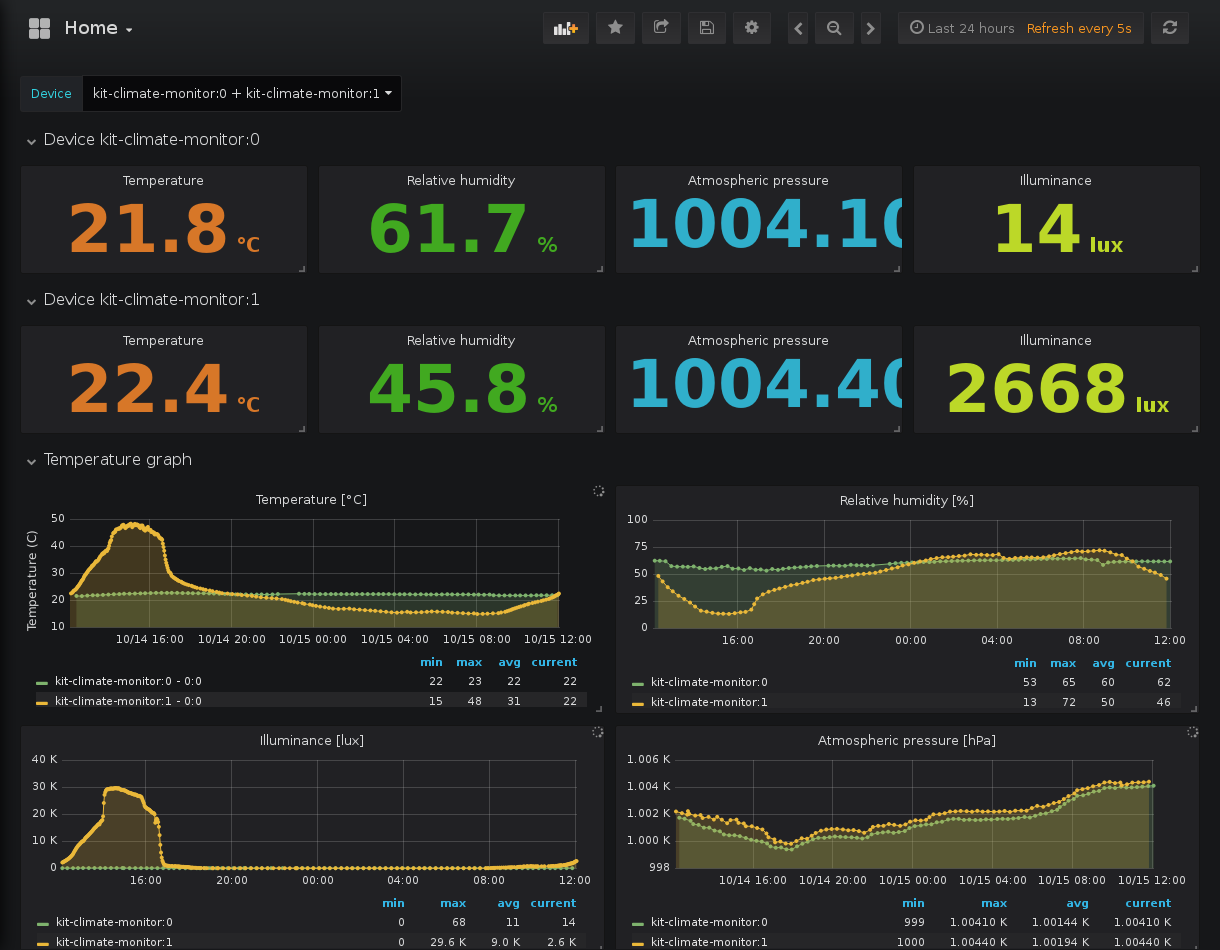 Home
Last 24 hours Refresh every 5s
Device kit-climate-monitor:0 + kit-climate-monitor:1
Device kit-climate-monitor:0
Temperature Relative humidity Atmospheric pressure Illuminance
21.8 °C 61.7 % 1004.10 14 lux
Device kit-climate-monitor:1
Temperature Relative humidity Atmospheric pressure Illuminance
22.4 °C 45.8 % 1004.40 2668 lux
Temperature graph
Temperature [°C]
Temperature (C)
50
40
30
20
10
10/14 16:00 10/14 20:00 10/15 00:00 10/15 04:00 10/15 08:00 10/15 12:00
min max avg current
kit-climate-monitor:0 - 0:0 22 23 22 22
kit-climate-monitor:1 - 0:0 15 48 31 22
Relative humidity [%]
100
75
50
25
0
16:00 20:00 00:00 04:00 08:00 12:00
min max avg current
kit-climate-monitor:0 53 65 60 62
kit-climate-monitor:1 13 72 50 46
Illuminance [lux]
40 K
30 K
20 K
10 K
0
16:00 20:00 00:00 04:00 08:00 12:00
min max avg current
kit-climate-monitor:0 0 68 11 14
kit-climate-monitor:1 0 29.6 K 9.0 K 2.6 K
Atmospheric pressure [hPa]
1.006 K
1.004 K
1.002 K
1.000 K
998
10/14 16:00 10/14 20:00 10/15 00:00 10/15 04:00 10/15 08:00 10/15 12:00
min max avg current
kit-climate-monitor:0 999 1.00410 K 1.00144 K 1.00410 K
kit-climate-monitor:1 1000 1.00440 K 1.00194 K 1.00440 K